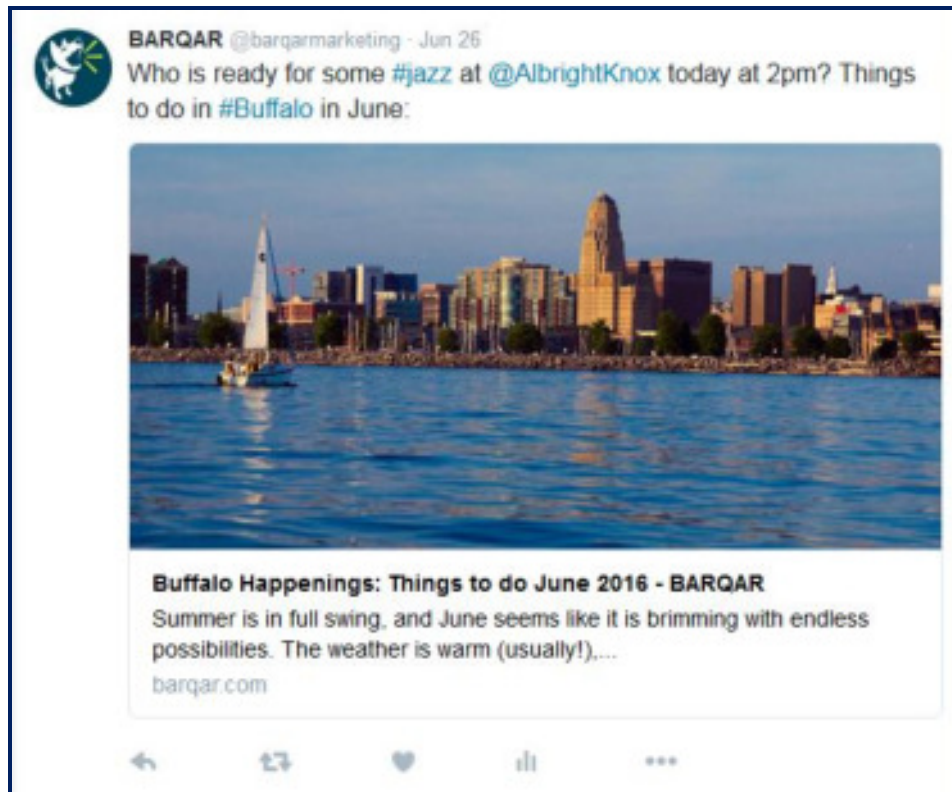 BARQAR @barqarmarketing · Jun 26
Who is ready for some #jazz at @AlbrightKnox today at 2pm? Things
to do in #Buffalo in June:
Buffalo Happenings: Things to do June 2016 - BARQAR
Summer is in full swing, and June seems like it is brimming with endless
possibilities. The weather is warm (usually!),...
barqar.com